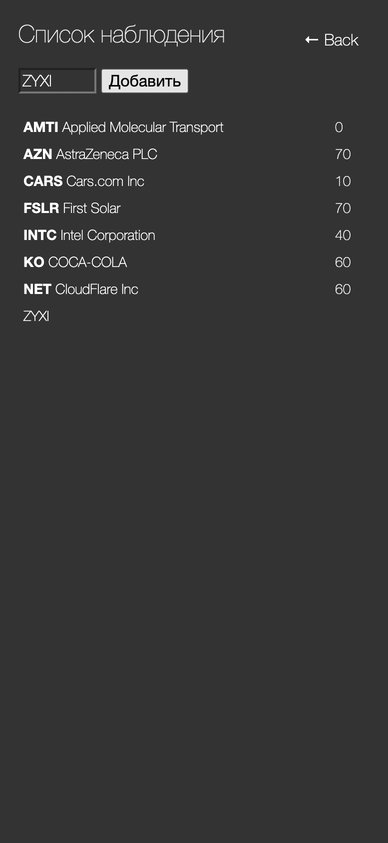 Список наблюдения
← Back
ZYXI Добавить
AMTI Applied Molecular Transport 0
AZN AstraZeneca PLC 70
CARS Cars.com Inc 10
FSLR First Solar 70
INTC Intel Corporation 40
KO COCA-COLA 60
NET CloudFlare Inc 60
ZYXI